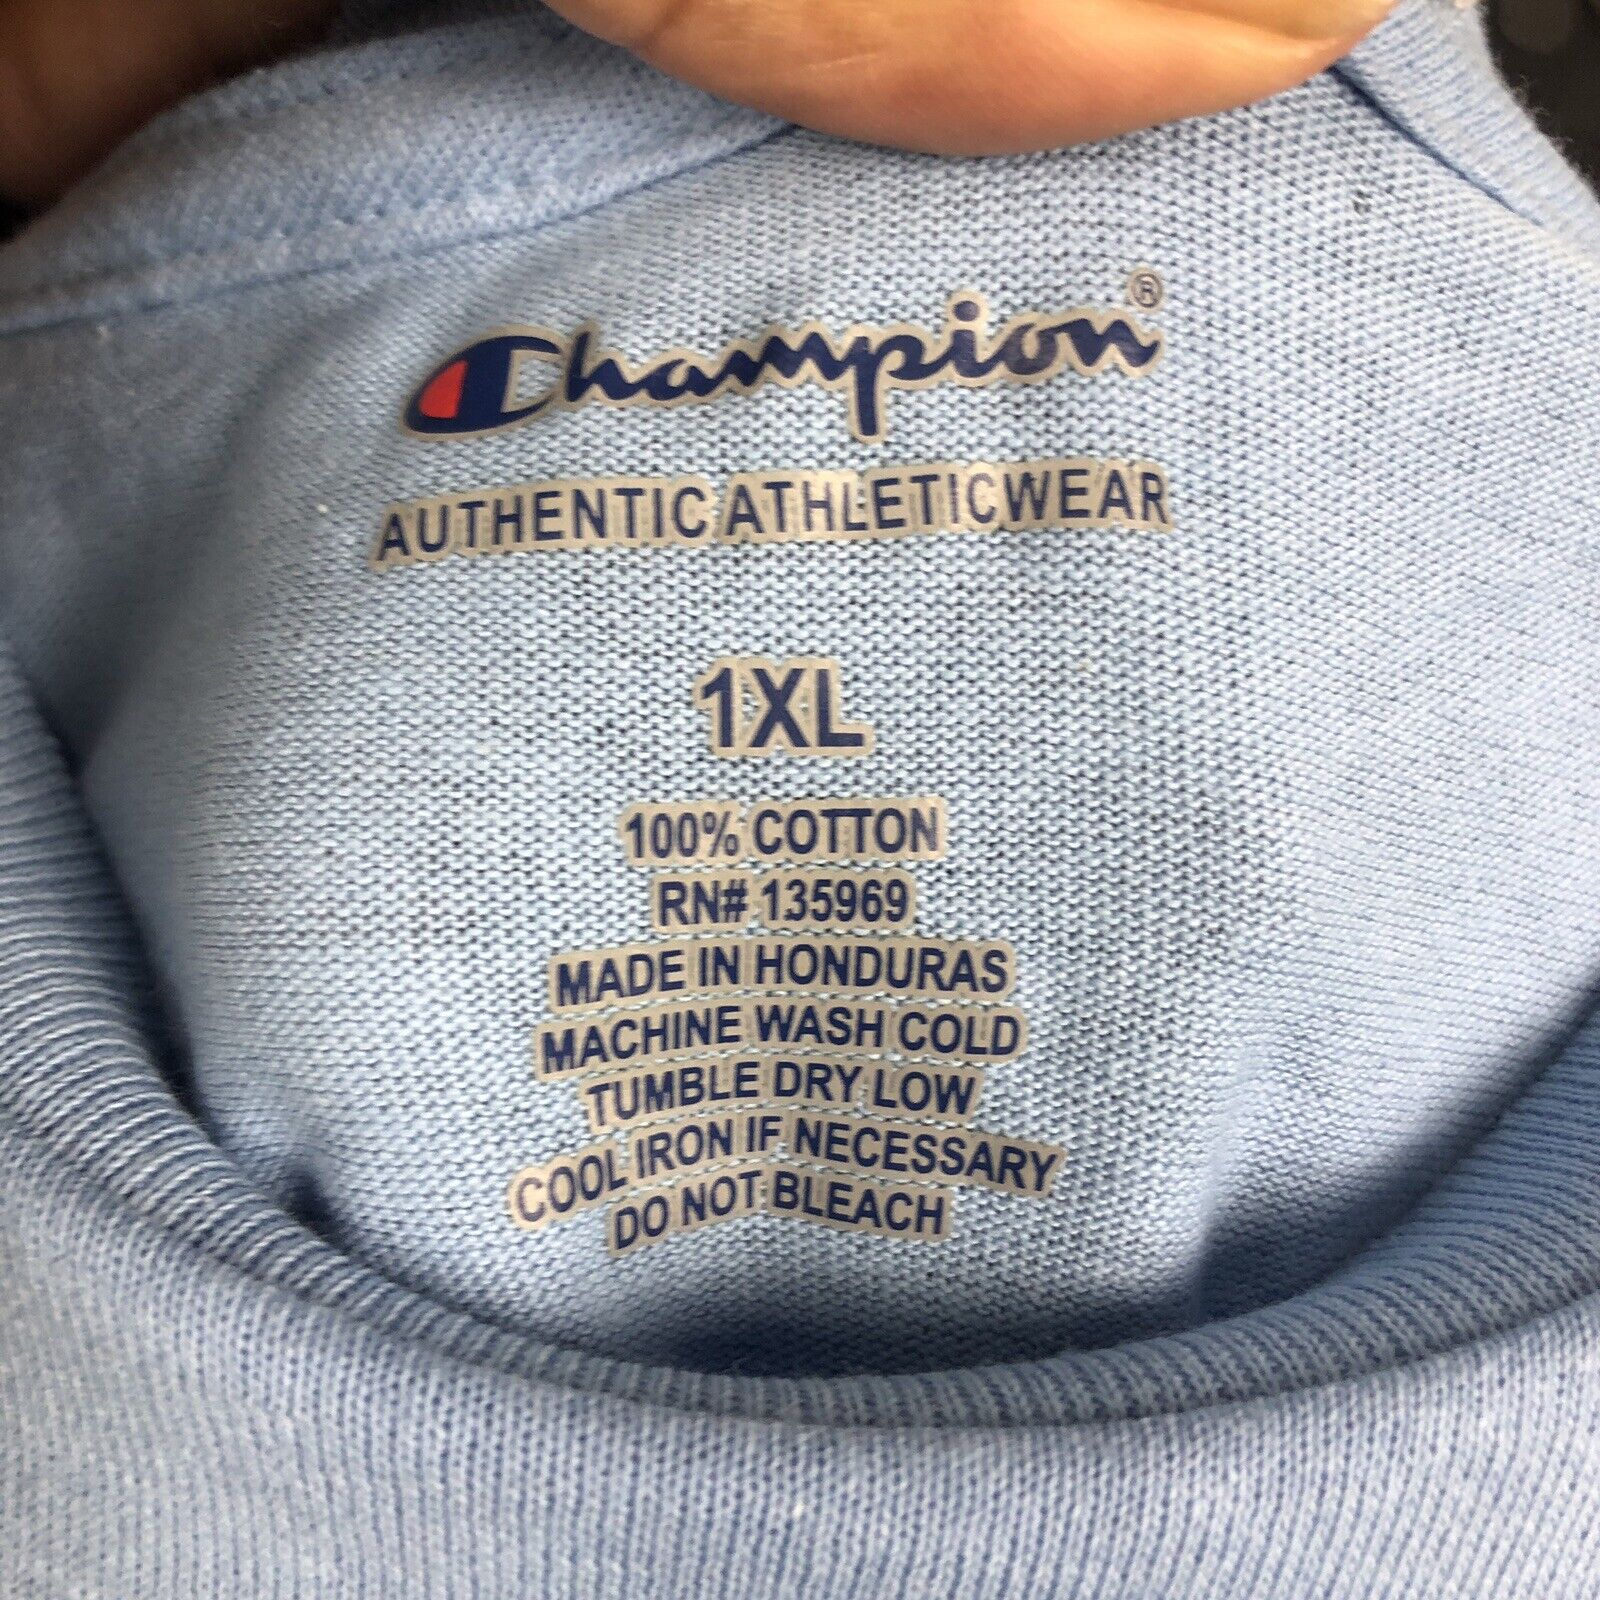 Champion®
AUTHENTIC ATHLETICWEAR
1XL
100% COTTON
RN# 135969
MADE IN HONDURAS
MACHINE WASH COLD
TUMBLE DRY LOW
COOL IRON IF NECESSARY
DO NOT BLEACH